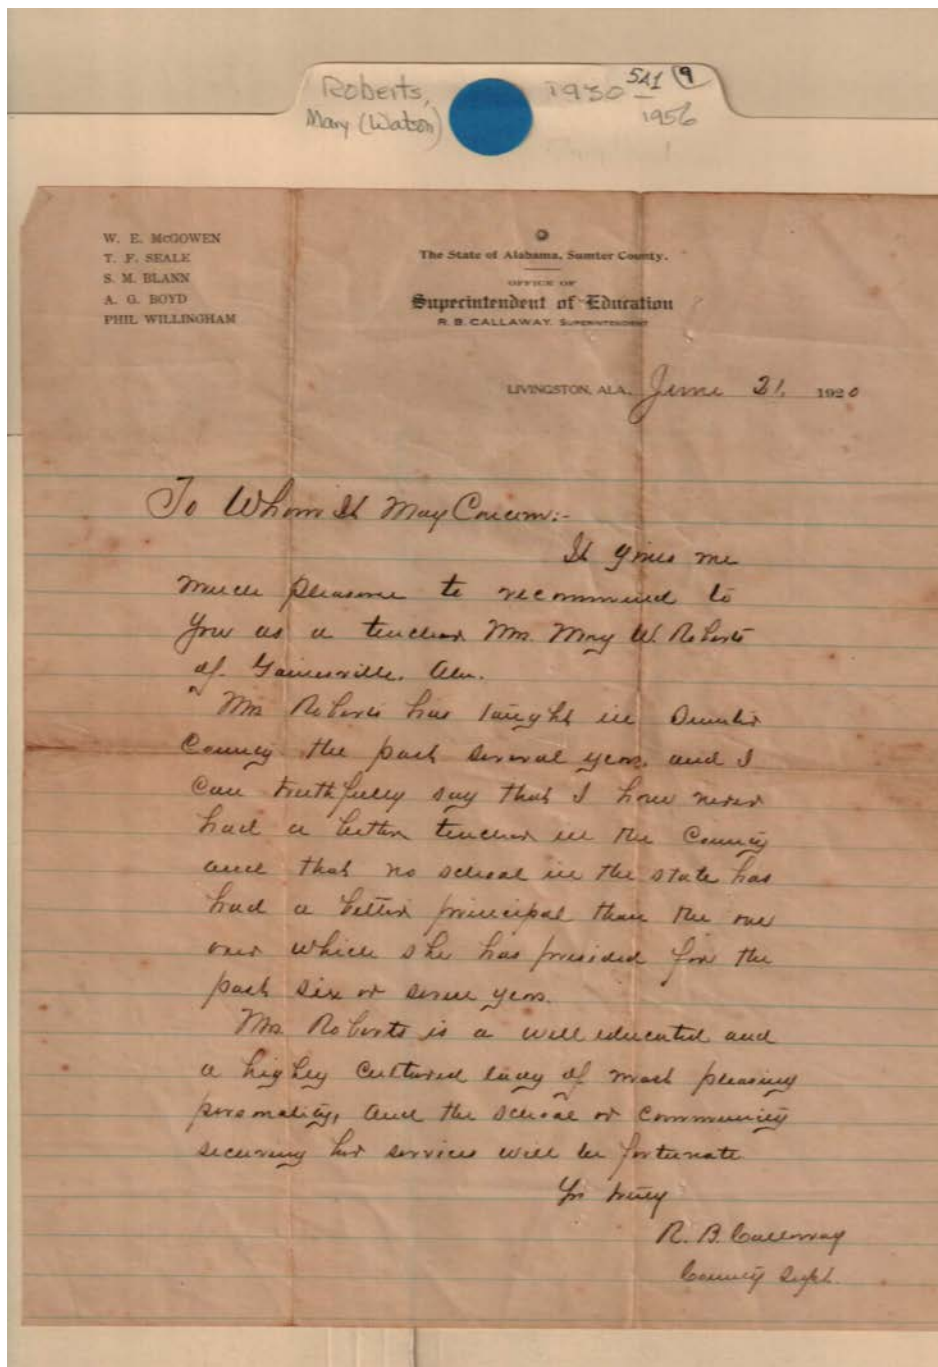 Roberts,
Mary (Watson)
1930 -
1956
5A1 9
W. E. McGOWEN
T. F. SEALE
S. M. BLANN
A. G. BOYD
PHIL WILLINGHAM
The State of Alabama, Sumter County.
OFFICE OF
Superintendent of Education
R. B. CALLAWAY, SUPERINTENDENT
LIVINGSTON, ALA. June 21, 1920
To Whom It May Concern:-
It gives me
much pleasure to recommend to
you as a teacher Mrs. Mary W. Roberts
of Gainesville, Ala.
Mrs Roberts has taught in Sumter
County the past several years, and I
can truthfully say that I have never
had a better teacher in the County
and that no school in the state has
had a better principal than the one
over which she has presided for the
past six or seven years.
Mrs. Roberts is a well educated and
a highly cultured lady of most pleasing
personality, and the school or community
securing her services will be fortunate
Yrs truly
R. B. Callaway
County Supt.